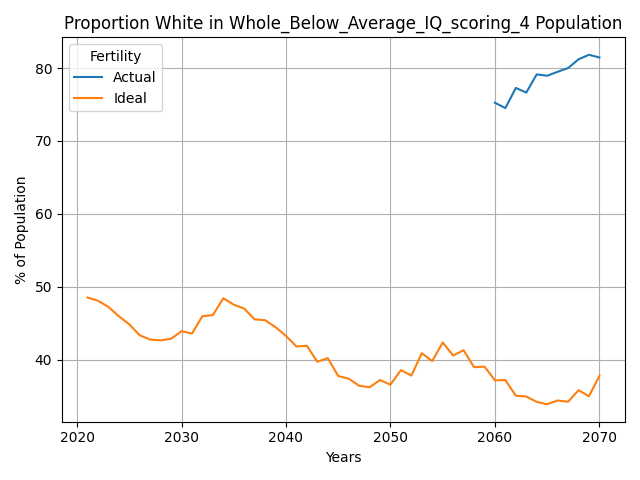 Proportion White in Whole_Below_Average_IQ_scoring_4 Population
Fertility
Actual
Ideal
% of Population
80
70
60
50
40
2020 2030 2040 2050 2060 2070
Years